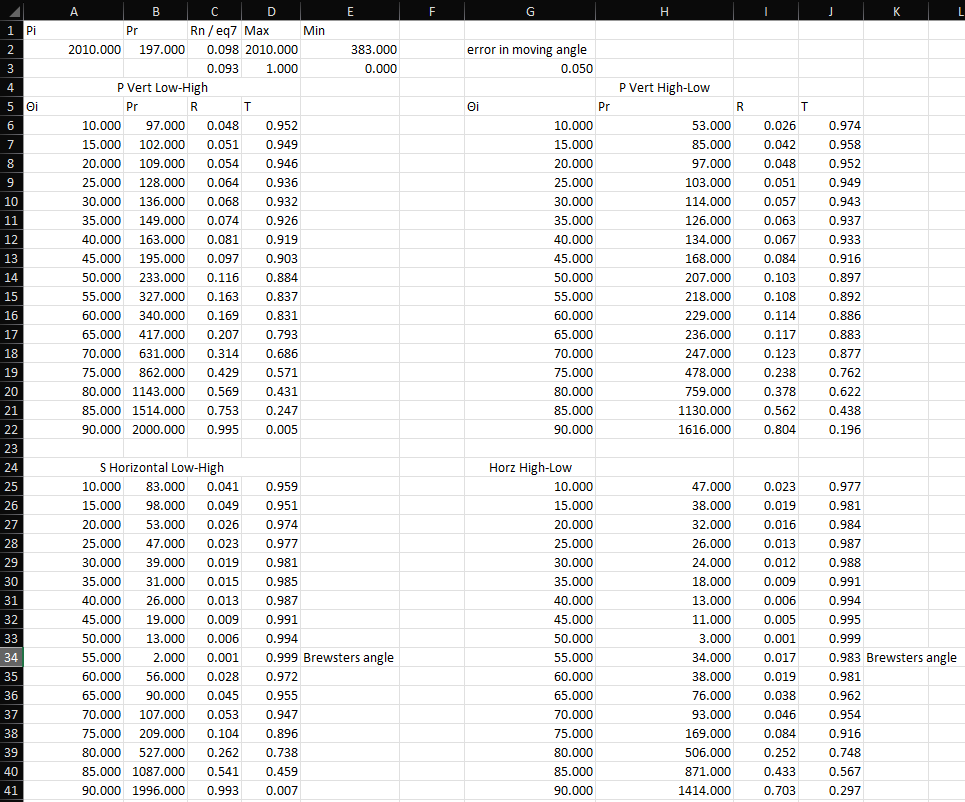 A B C D E F G H I J K L
1 Pi Pr Rn / eq7 Max Min
2 2010.000 197.000 0.098 2010.000 383.000 error in moving angle
3 0.093 1.000 0.000 0.050
4 P Vert Low-High P Vert High-Low
5 Θi Pr R T Θi Pr R T
6 10.000 97.000 0.048 0.952 10.000 53.000 0.026 0.974
7 15.000 102.000 0.051 0.949 15.000 85.000 0.042 0.958
8 20.000 109.000 0.054 0.946 20.000 97.000 0.048 0.952
9 25.000 128.000 0.064 0.936 25.000 103.000 0.051 0.949
10 30.000 136.000 0.068 0.932 30.000 114.000 0.057 0.943
11 35.000 149.000 0.074 0.926 35.000 126.000 0.063 0.937
12 40.000 163.000 0.081 0.919 40.000 134.000 0.067 0.933
13 45.000 195.000 0.097 0.903 45.000 168.000 0.084 0.916
14 50.000 233.000 0.116 0.884 50.000 207.000 0.103 0.897
15 55.000 327.000 0.163 0.837 55.000 218.000 0.108 0.892
16 60.000 340.000 0.169 0.831 60.000 229.000 0.114 0.886
17 65.000 417.000 0.207 0.793 65.000 236.000 0.117 0.883
18 70.000 631.000 0.314 0.686 70.000 247.000 0.123 0.877
19 75.000 862.000 0.429 0.571 75.000 478.000 0.238 0.762
20 80.000 1143.000 0.569 0.431 80.000 759.000 0.378 0.622
21 85.000 1514.000 0.753 0.247 85.000 1130.000 0.562 0.438
22 90.000 2000.000 0.995 0.005 90.000 1616.000 0.804 0.196
23
24 S Horizontal Low-High Horz High-Low
25 10.000 83.000 0.041 0.959 10.000 47.000 0.023 0.977
26 15.000 98.000 0.049 0.951 15.000 38.000 0.019 0.981
27 20.000 53.000 0.026 0.974 20.000 32.000 0.016 0.984
28 25.000 47.000 0.023 0.977 25.000 26.000 0.013 0.987
29 30.000 39.000 0.019 0.981 30.000 24.000 0.012 0.988
30 35.000 31.000 0.015 0.985 35.000 18.000 0.009 0.991
31 40.000 26.000 0.013 0.987 40.000 13.000 0.006 0.994
32 45.000 19.000 0.009 0.991 45.000 11.000 0.005 0.995
33 50.000 13.000 0.006 0.994 50.000 3.000 0.001 0.999
34 55.000 2.000 0.001 0.999 Brewsters angle 55.000 34.000 0.017 0.983 Brewsters angle
35 60.000 56.000 0.028 0.972 60.000 38.000 0.019 0.981
36 65.000 90.000 0.045 0.955 65.000 76.000 0.038 0.962
37 70.000 107.000 0.053 0.947 70.000 93.000 0.046 0.954
38 75.000 209.000 0.104 0.896 75.000 169.000 0.084 0.916
39 80.000 527.000 0.262 0.738 80.000 506.000 0.252 0.748
40 85.000 1087.000 0.541 0.459 85.000 871.000 0.433 0.567
41 90.000 1996.000 0.993 0.007 90.000 1414.000 0.703 0.297